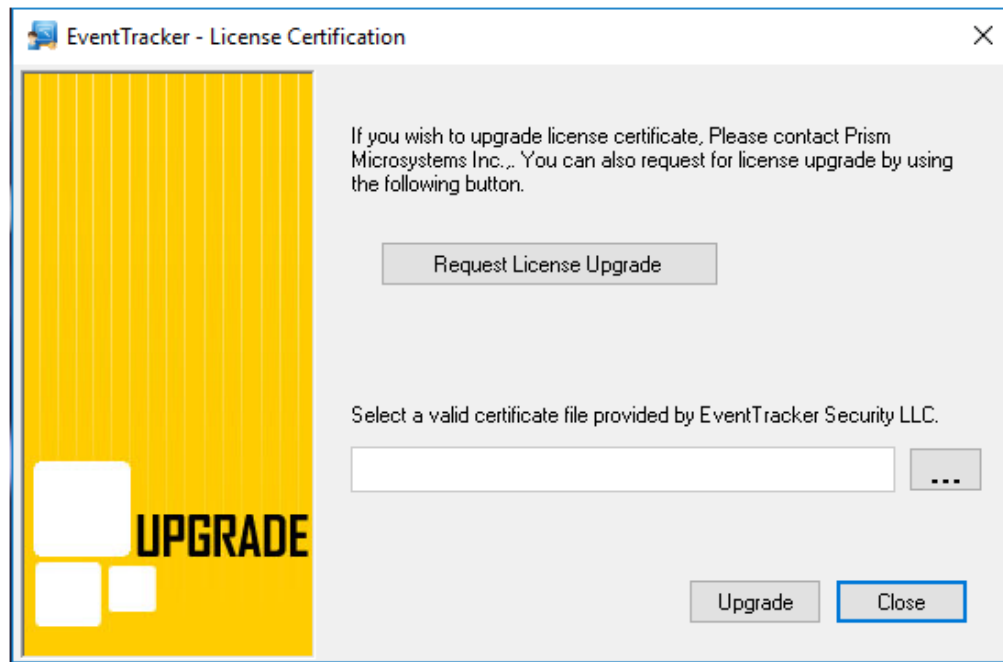 EventTracker - License Certification
If you wish to upgrade license certificate, Please contact Prism
Microsystems Inc.,. You can also request for license upgrade by using
the following button.
Request License Upgrade
Select a valid certificate file provided by EventTracker Security LLC.
...
UPGRADE
Upgrade
Close